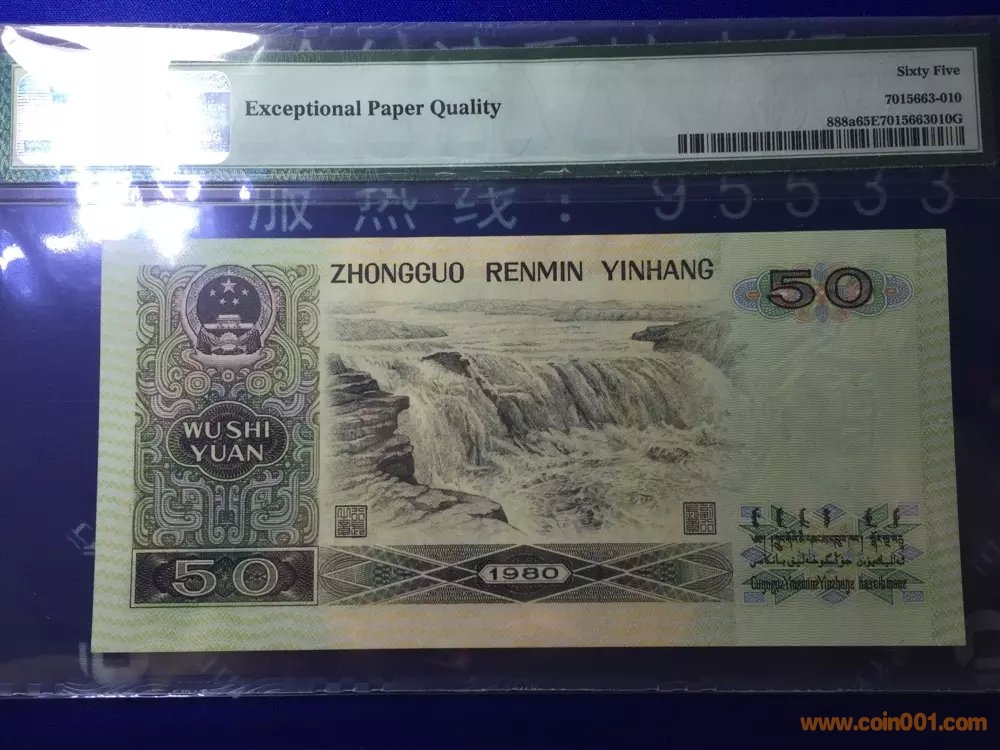 Sixty Five
Exceptional Paper Quality
7015663-010
888a65E7015663010G
服 热 线 : 95533
ZHONGGUO RENMIN YINHANG
50
WU SHI
YUAN
50
1980
www.coin001.com